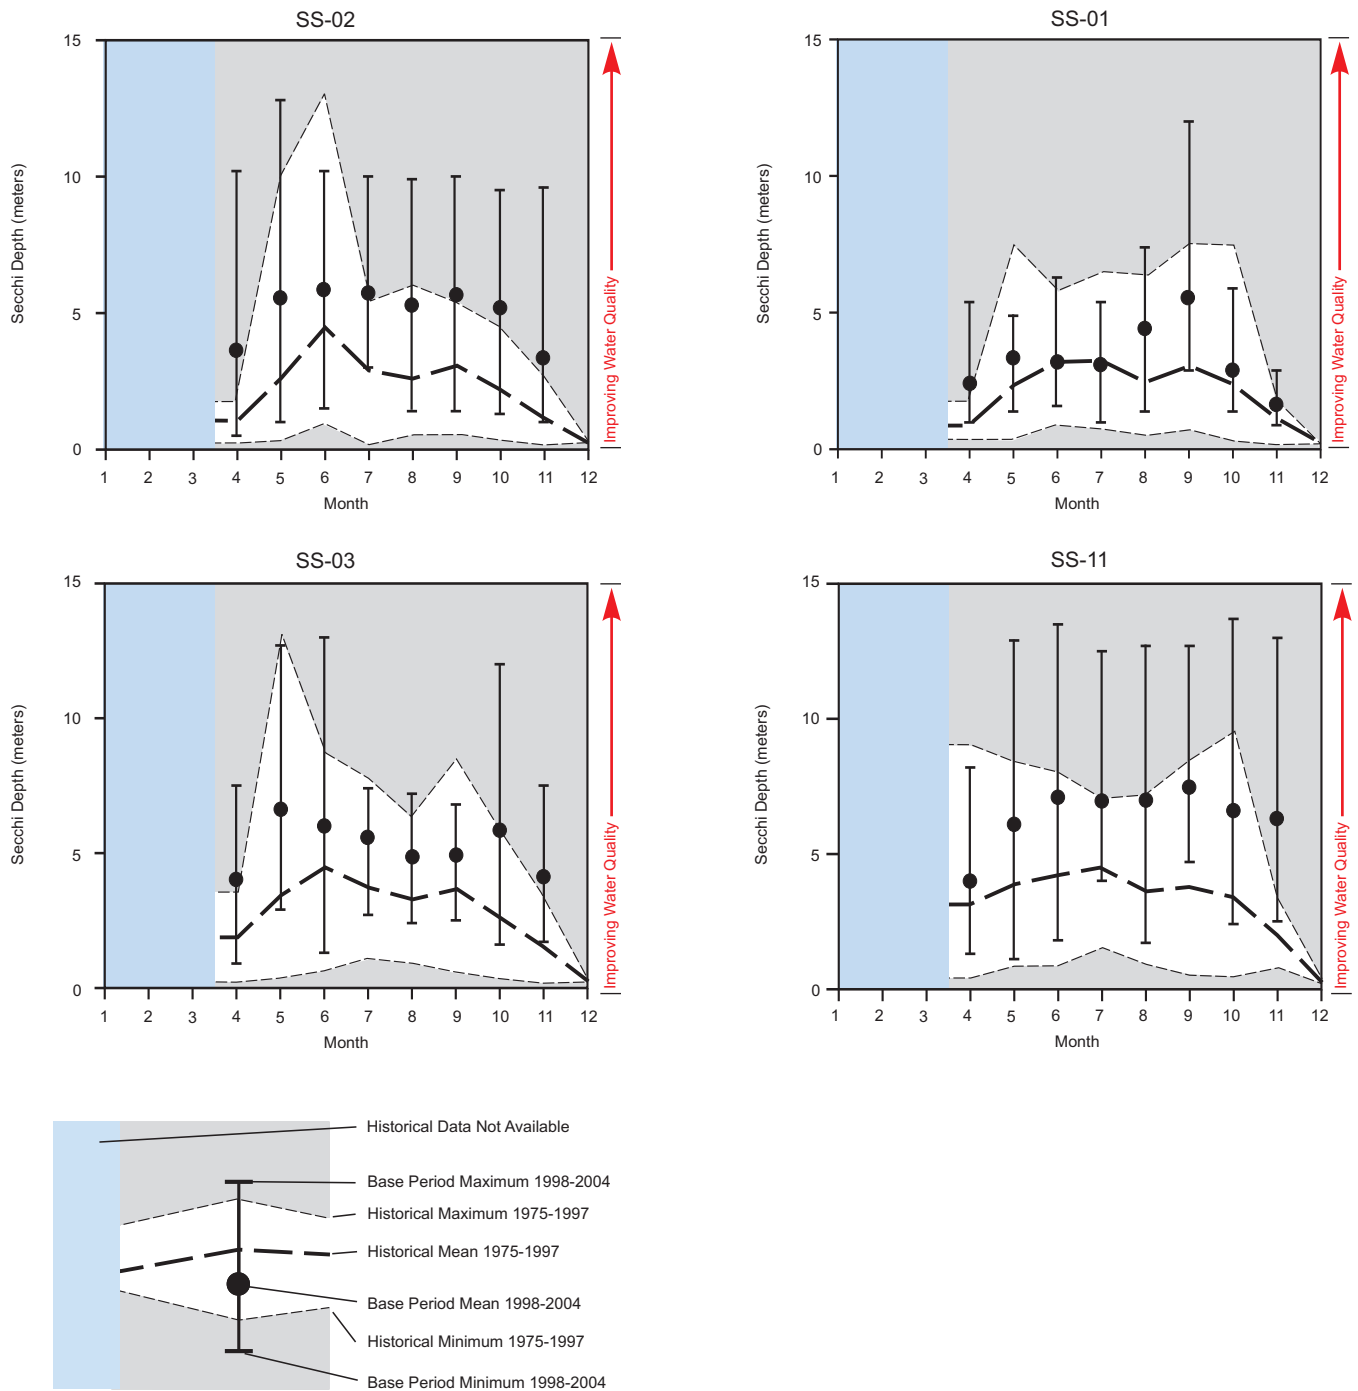 SS-02
15
10
5
0
Secchi Depth (meters)
1 2 3 4 5 6 7 8 9 10 11 12
Month
Improving Water Quality
SS-01
15
10
5
0
Secchi Depth (meters)
1 2 3 4 5 6 7 8 9 10 11 12
Month
Improving Water Quality
SS-03
15
10
5
0
Secchi Depth (meters)
1 2 3 4 5 6 7 8 9 10 11 12
Month
Improving Water Quality
SS-11
15
10
5
0
Secchi Depth (meters)
1 2 3 4 5 6 7 8 9 10 11 12
Month
Improving Water Quality
Historical Data Not Available
Base Period Maximum 1998-2004
Historical Maximum 1975-1997
Historical Mean 1975-1997
Base Period Mean 1998-2004
Historical Minimum 1975-1997
Base Period Minimum 1998-2004